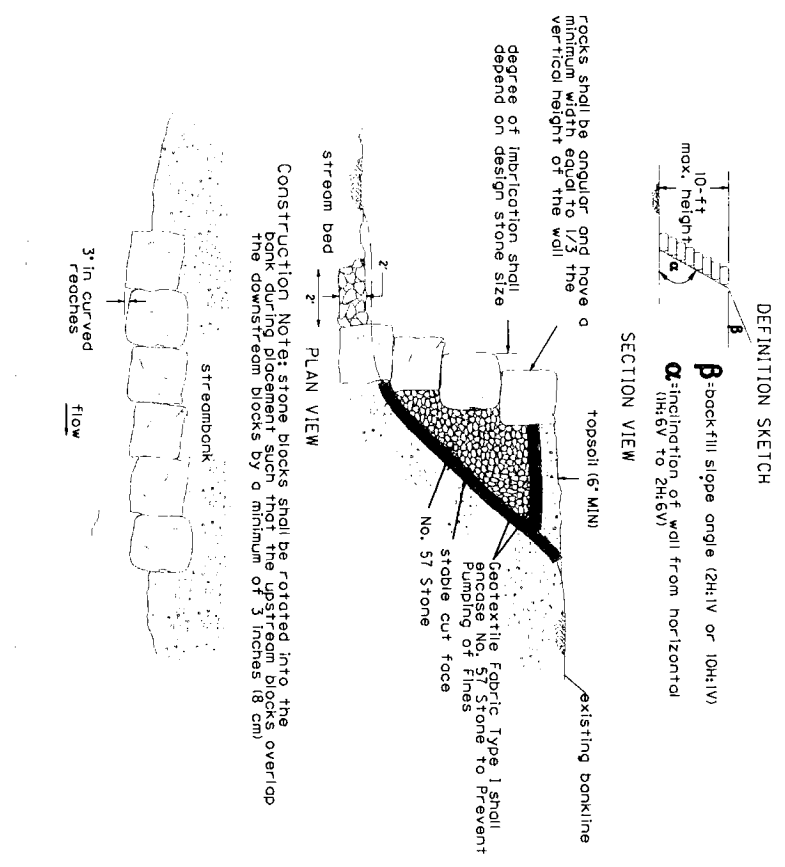 DEFINITION SKETCH
10-ft
max. height
α
β
β=backfill slope angle (2H:1V or 10H:1V)
α=inclination of wall from horizontal
(1H:6V to 2H:6V)
SECTION VIEW
rocks shall be angular and have a
minimum width equal to 1/3 the
vertical height of the wall
topsoil (6" MIN)
existing bankline
degree of imbrication shall
depend on design stone size
Geotextile Fabric Type I shall
encase No. 57 Stone to Prevent
Pumping of Fines
stable cut face
No. 57 Stone
2'
2'
stream bed
PLAN VIEW
Construction Note: stone blocks shall be rotated into the
bank during placement such that the upstream blocks overlap
the downstream blocks by a minimum of 3 inches (8 cm)
streambank
3" in curved
reaches
flow